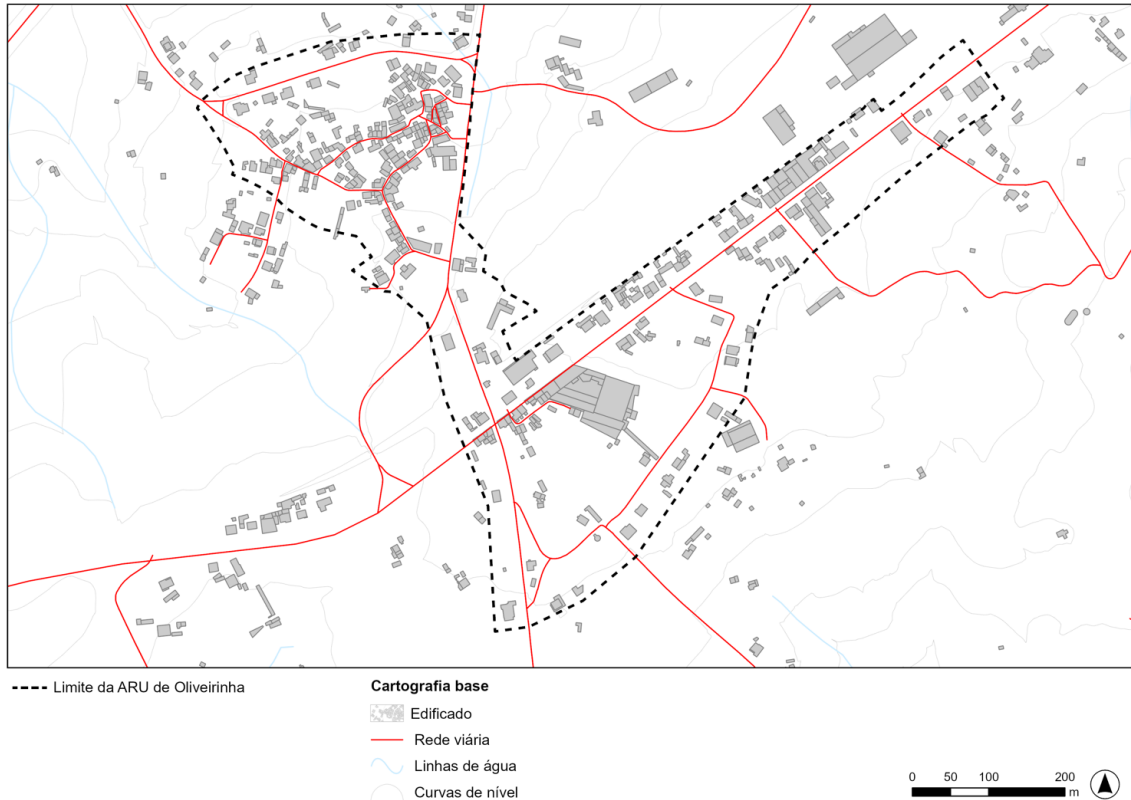 Limite da ARU de Oliveirinha
Cartografia base
Edificado
Rede viária
Linhas de água
Curvas de nível
0 50 100 200
m